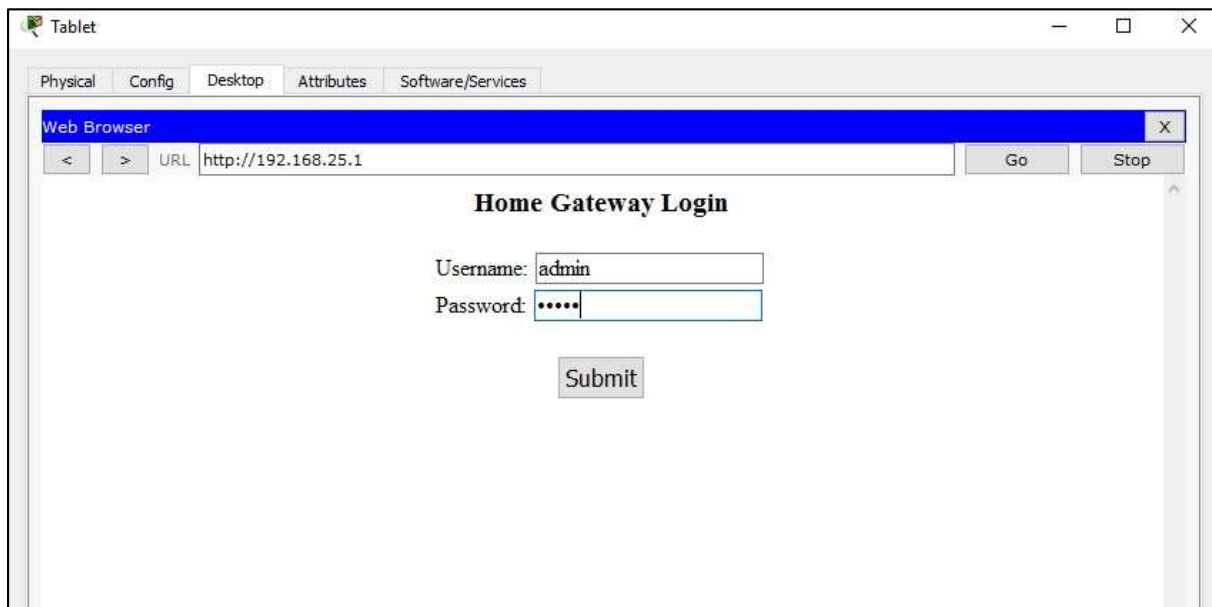 Tablet
Physical Config Desktop Attributes Software/Services
Web Browser X
< > URL http://192.168.25.1 Go Stop
Home Gateway Login
Username: admin
Password: •••••
Submit